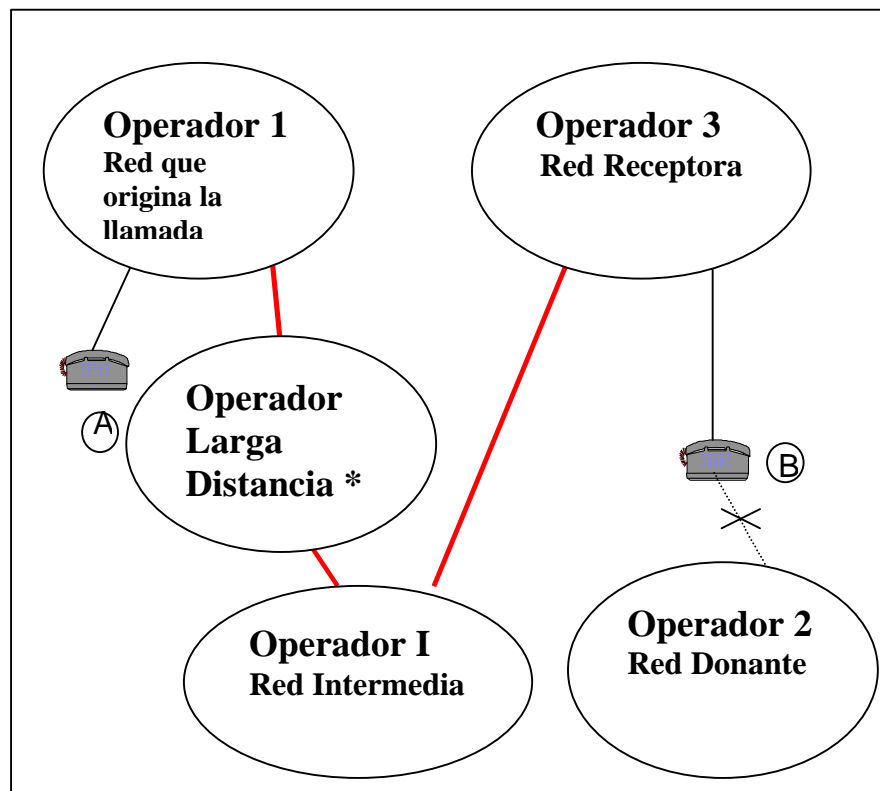 Operador 1
Red que
origina la
llamada
Operador 3
Red Receptora
A
Operador
Larga
Distancia *
B
Operador I
Red Intermedia
Operador 2
Red Donante